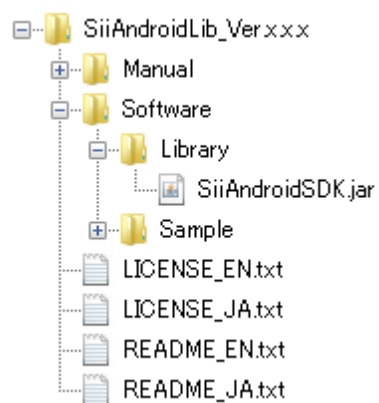 SiiAndroidLib_Ver.x.x.x
Manual
Software
Library
SiiAndroidSDK.jar
Sample
LICENSE_EN.txt
LICENSE_JA.txt
README_EN.txt
README_JA.txt